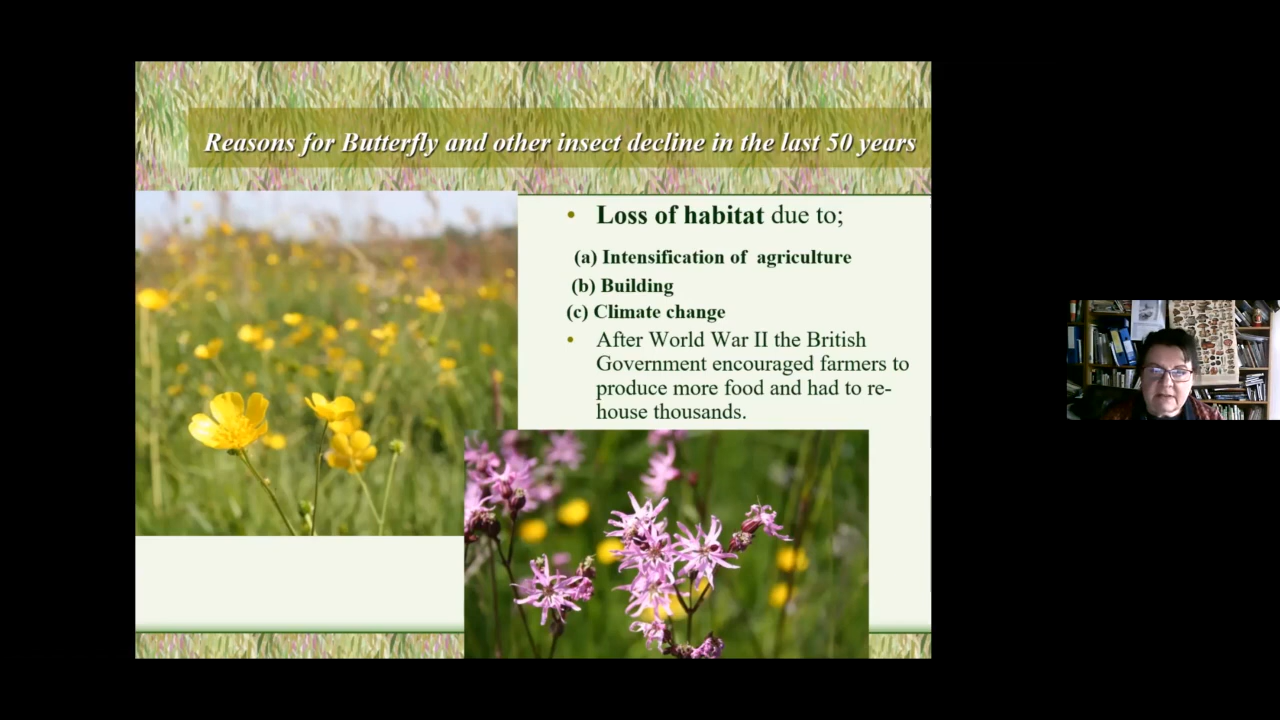 Reasons for Butterfly and other insect decline in the last 50 years
• Loss of habitat due to;
(a) Intensification of agriculture
(b) Building
(c) Climate change
• After World War II the British
Government encouraged farmers to
produce more food and had to re-
house thousands.